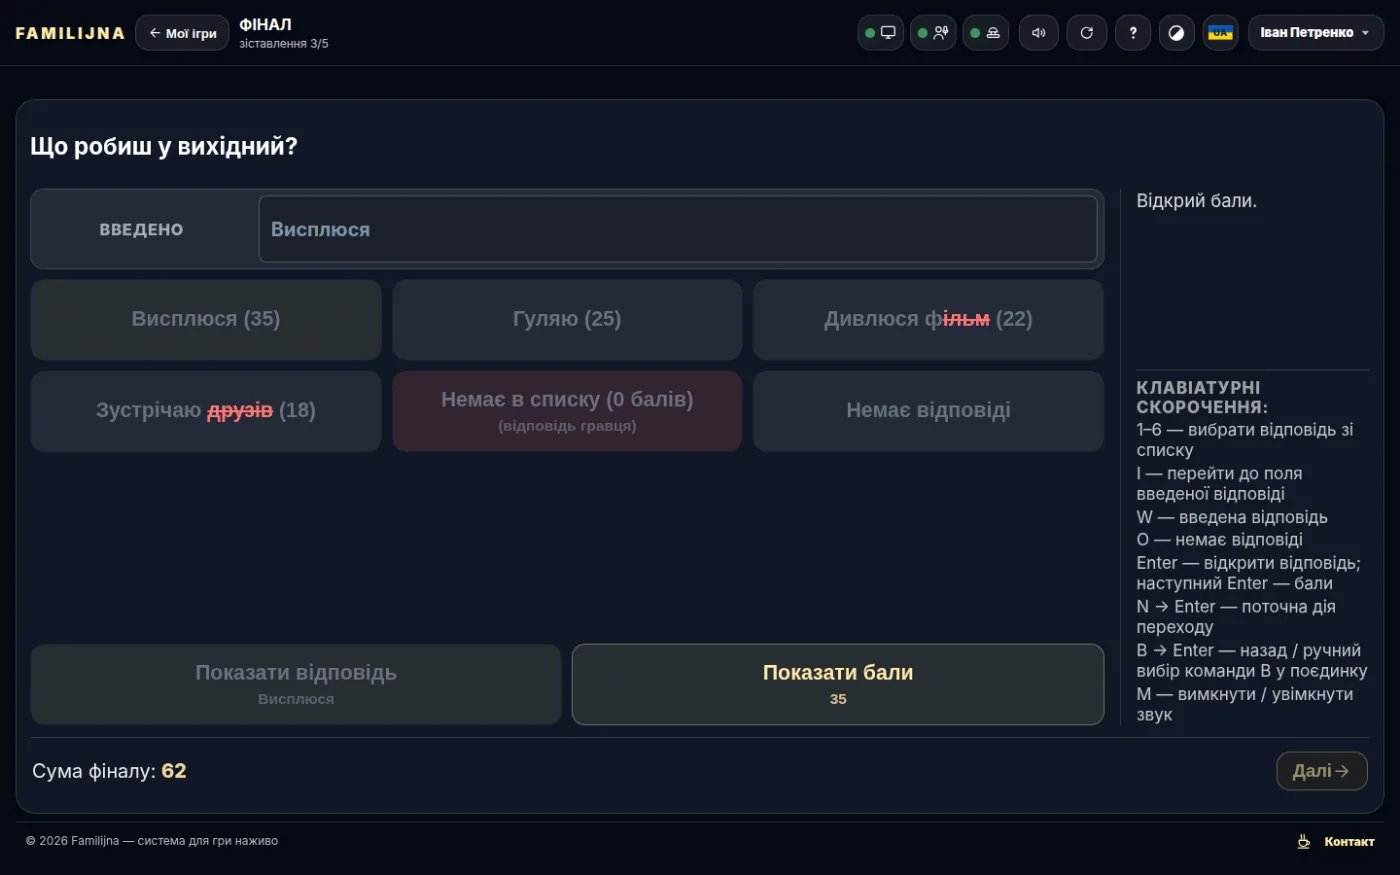 FAMILIJNA
← Мої ігри
ФІНАЛ
зіставлення 3/5
?
UA
Іван Петренко
Що робиш у вихідний?
ВВЕДЕНО
Висплюся
Висплюся (35)
Гуляю (25)
Дивлюся фільм (22)
Зустрічаю друзів (18)
Немає в списку (0 балів)
(відповідь гравця)
Немає відповіді
Показати відповідь
Висплюся
Показати бали
35
Відкрий бали.
КЛАВІАТУРНІ
СКОРОЧЕННЯ:
1–6 — вибрати відповідь зі
списку
I — перейти до поля
введеної відповіді
W — введена відповідь
O — немає відповіді
Enter — відкрити відповідь;
наступний Enter — бали
N → Enter — поточна дія
переходу
B → Enter — назад / ручний
вибір команди B у поєдинку
M — вимкнути / увімкнути
звук
Сума фіналу: 62
Далі →
© 2026 Familijna — система для гри наживо
Контакт